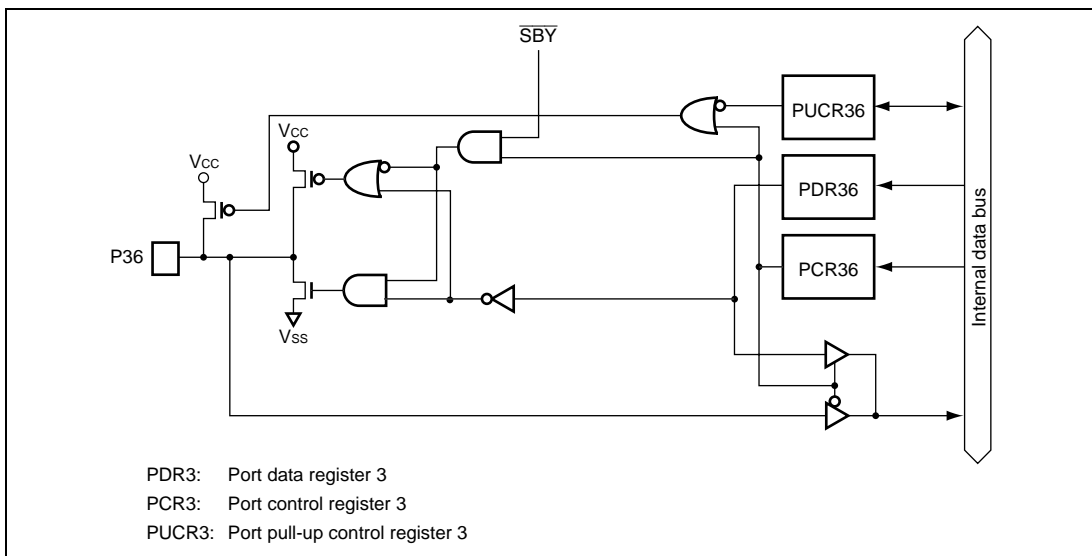 SBY
PUCR36
VCC
VCC
PDR36
P36
PCR36
Internal data bus
VSS
PDR3: Port data register 3
PCR3: Port control register 3
PUCR3: Port pull-up control register 3